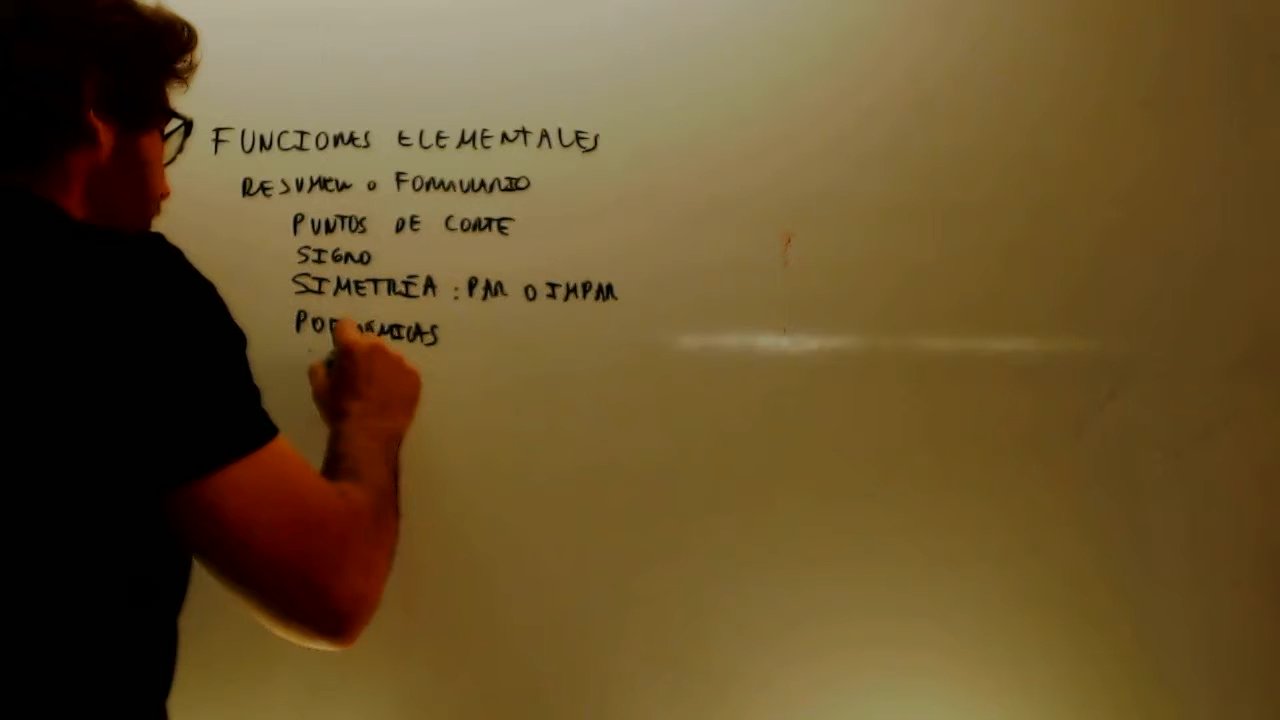 FUNCIONES ELEMENTALES
RESUMEN O FORMULARIO
PUNTOS DE CORTE
SIGNO
SIMETRÍA : PAR O IMPAR